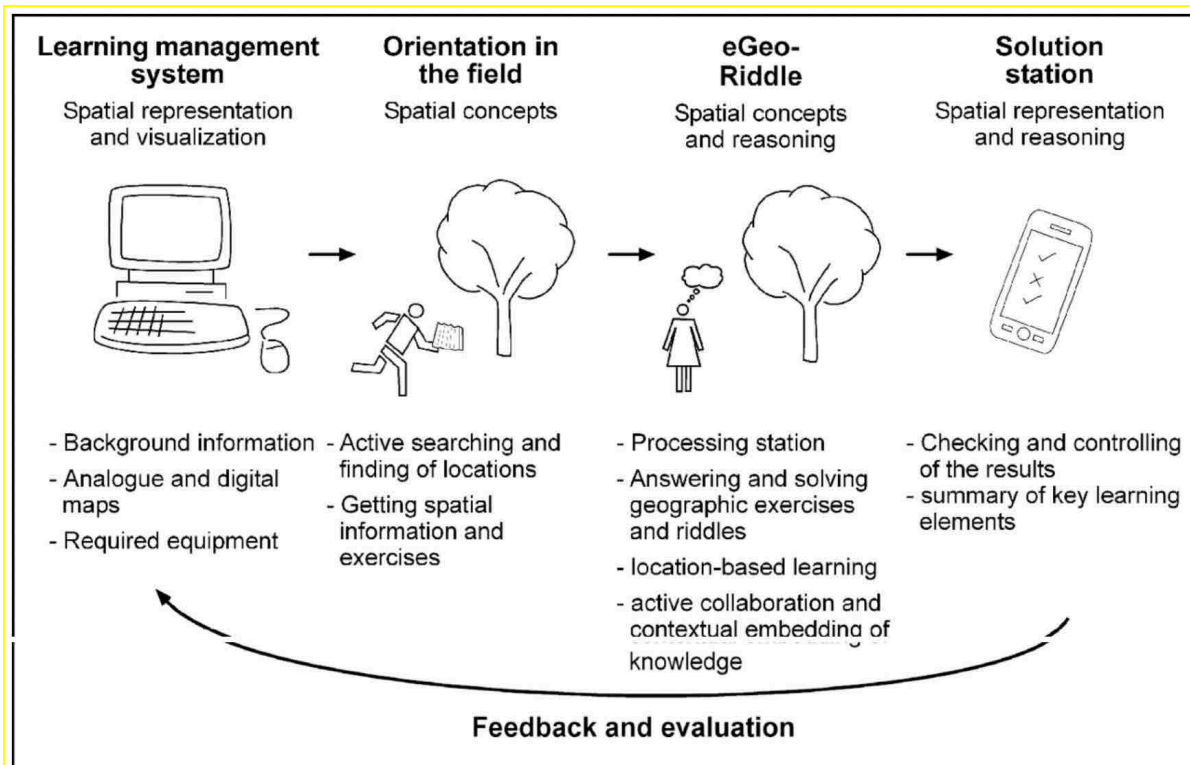 Learning management
system
Spatial representation
and visualization
Orientation in
the field
Spatial concepts
eGeo-
Riddle
Spatial concepts
and reasoning
Solution
station
Spatial representation
and reasoning
- Background information
- Analogue and digital
maps
- Required equipment
- Active searching and
finding of locations
- Getting spatial
information and
exercises
- Processing station
- Answering and solving
geographic exercises
and riddles
- location-based learning
- active collaboration and
contextual embedding of
knowledge
- Checking and controlling
of the results
- summary of key learning
elements
Feedback and evaluation